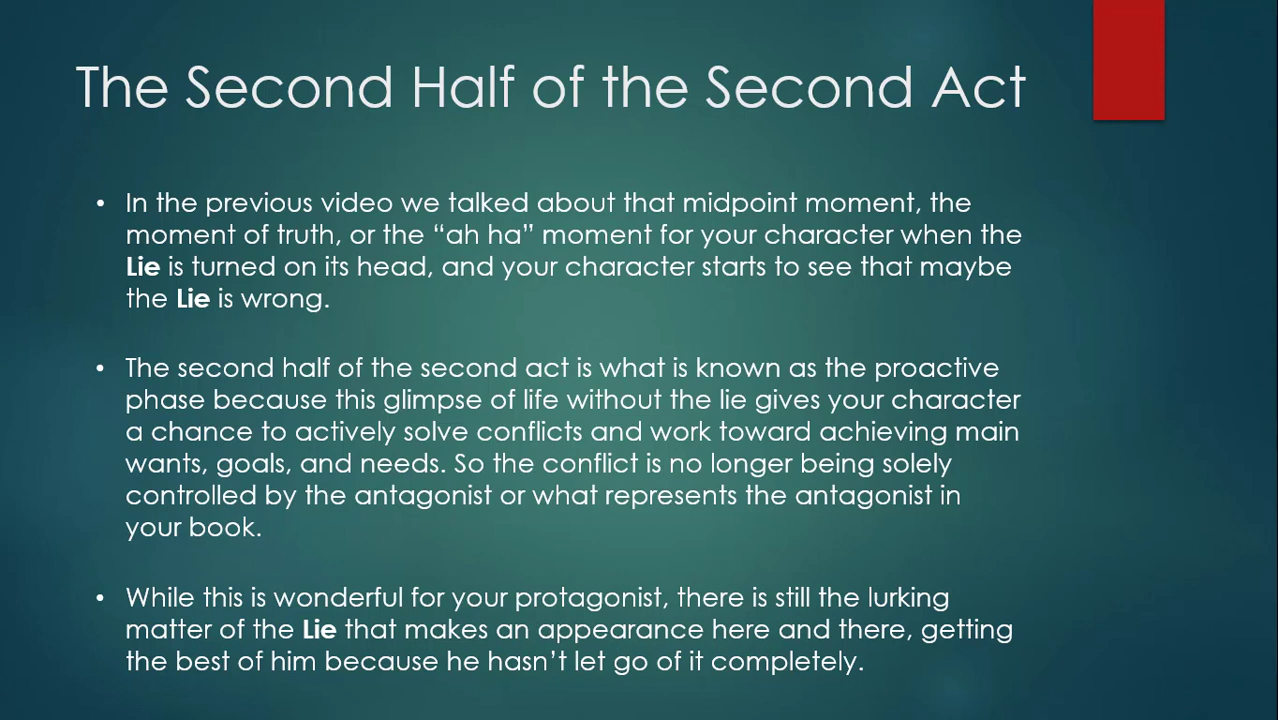 The Second Half of the Second Act
• In the previous video we talked about that midpoint moment, the
moment of truth, or the “ah ha” moment for your character when the
Lie is turned on its head, and your character starts to see that maybe
the Lie is wrong.
• The second half of the second act is what is known as the proactive
phase because this glimpse of life without the lie gives your character
a chance to actively solve conflicts and work toward achieving main
wants, goals, and needs. So the conflict is no longer being solely
controlled by the antagonist or what represents the antagonist in
your book.
• While this is wonderful for your protagonist, there is still the lurking
matter of the Lie that makes an appearance here and there, getting
the best of him because he hasn’t let go of it completely.